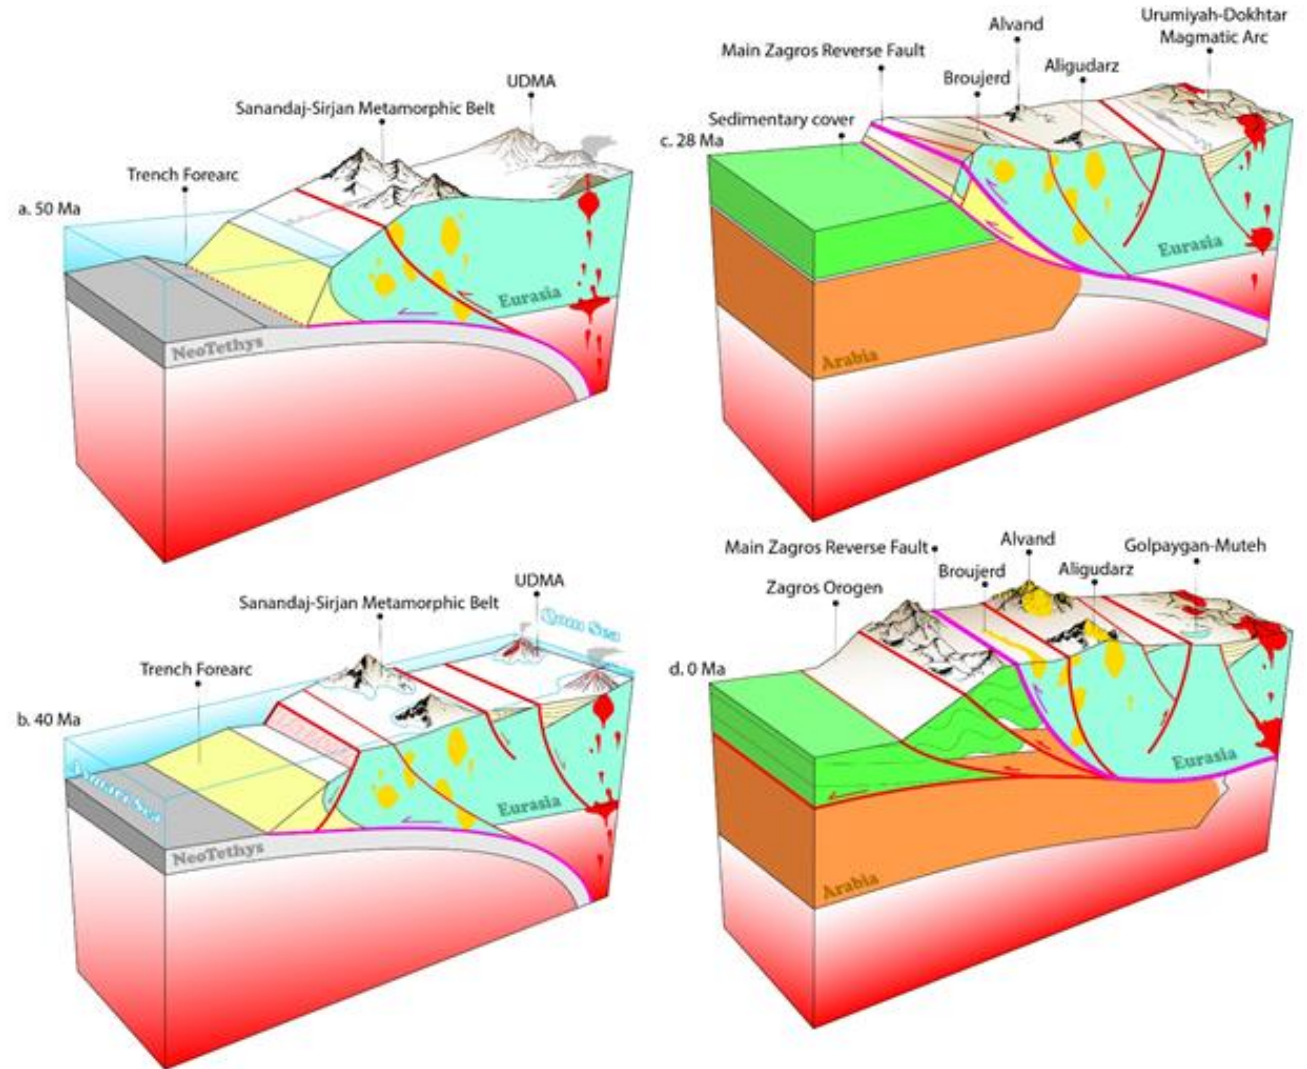 a. 50 Ma
Trench Forearc
Sanandaj-Sirjan Metamorphic Belt
UDMA
Eurasia
NeoTethys
b. 40 Ma
Trench Forearc
Sanandaj-Sirjan Metamorphic Belt
UDMA
Qom Sea
Eurasia
NeoTethys
c. 28 Ma
Sedimentary cover
Main Zagros Reverse Fault
Broujerd
Alvand
Aligudarz
Urumiyah-Dokhtar
Magmatic Arc
Eurasia
Arabia
d. 0 Ma
Zagros Orogen
Main Zagros Reverse Fault
Broujerd
Alvand
Aligudarz
Golpaygan-Muteh
Eurasia
Arabia